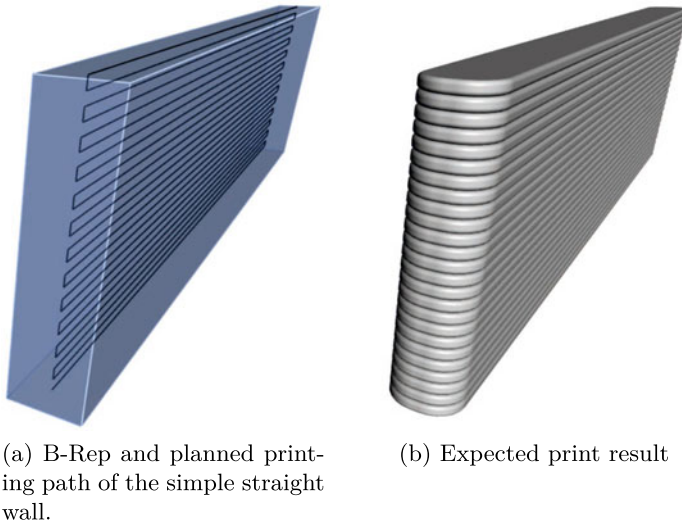 (a) B-Rep and planned print-
ing path of the simple straight
wall.
(b) Expected print result